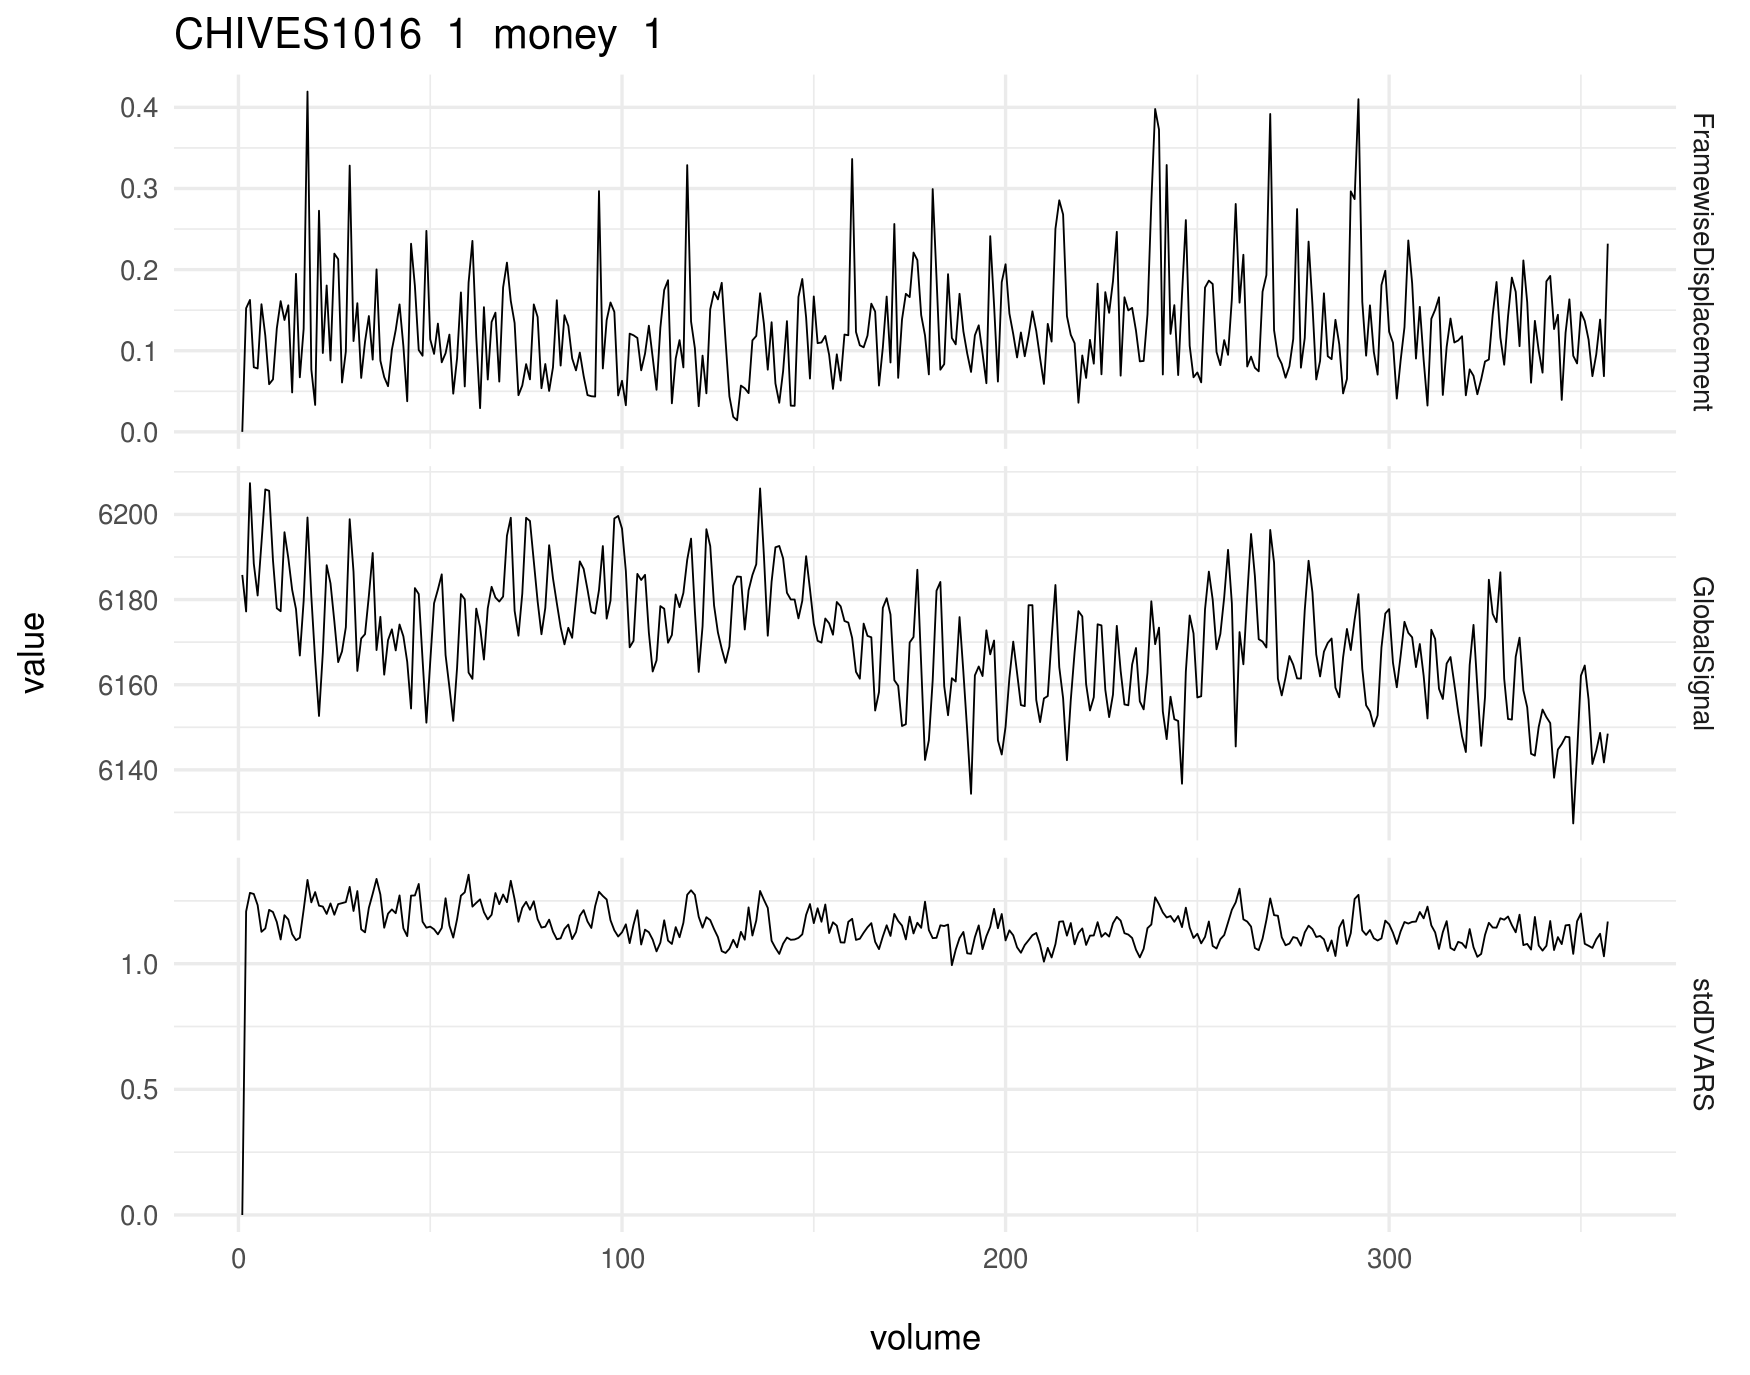 CHIVES1016 1 money 1
0.4
0.3
0.2
0.1
0.0
FramewiseDisplacement
6200
6180
6160
6140
GlobalSignal
value
1.0
0.5
0.0
stdDVARS
0 100 200 300
volume